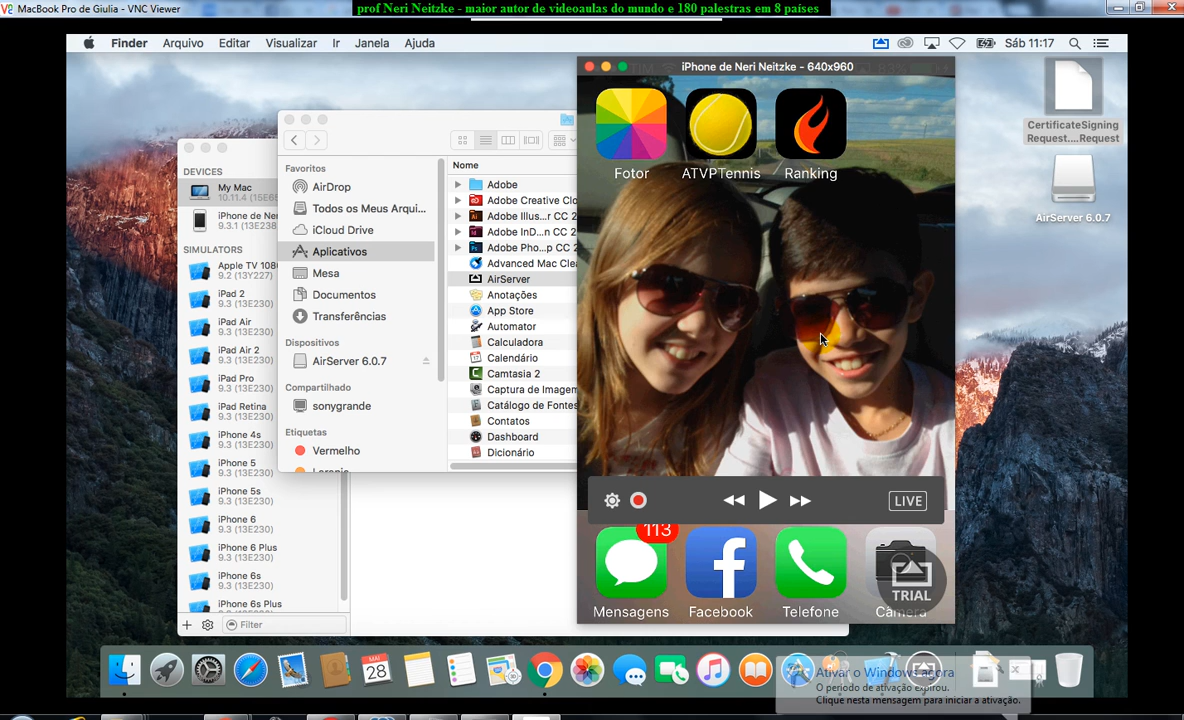 MacBook Pro de Giulia - VNC Viewer
prof Neri Neitzke - maior autor de videoaulas do mundo e 180 palestras em 8 países
Finder Arquivo Editar Visualizar Ir Janela Ajuda
Sáb 11:17
iPhone de Neri Neitzke - 640x960
Fotor
ATVPTennis
Ranking
CertificateSigning
Request....Request
AirServer 6.0.7
DEVICES
My Mac
10.11.4 (15E6
iPhone de Ner
9.3.1 (13E238
SIMULATORS
Apple TV 108
9.2 (13Y227)
iPad 2
9.3 (13E230)
iPad Air
9.3 (13E230)
iPad Air 2
9.3 (13E230)
iPad Pro
9.3 (13E230)
iPad Retina
9.3 (13E230)
iPhone 4s
9.3 (13E230)
iPhone 5
9.3 (13E230)
iPhone 5s
9.3 (13E230)
iPhone 6
9.3 (13E230)
iPhone 6 Plus
9.3 (13E230)
iPhone 6s
9.3 (13E230)
iPhone 6s Plus
Filter
Favoritos
AirDrop
Todos os Meus Arqui...
iCloud Drive
Aplicativos
Mesa
Documentos
Transferências
Dispositivos
AirServer 6.0.7
Compartilhado
sonygrande
Etiquetas
Vermelho
Laranja
Nome
Adobe
Adobe Creative Clo
Adobe Illus...r CC 2
Adobe InD...n CC 2
Adobe Pho...p CC 2
Advanced Mac Clea
AirServer
Anotações
App Store
Automator
Calculadora
Calendário
Camtasia 2
Captura de Imagem
Catálogo de Fontes
Contatos
Dashboard
Dicionário
LIVE
113
Mensagens
Facebook
Telefone
Câmera
TRIAL
MAI
28
Ativar o Windows agora
O período de ativação expirou.
Clique nesta mensagem para iniciar a ativação.